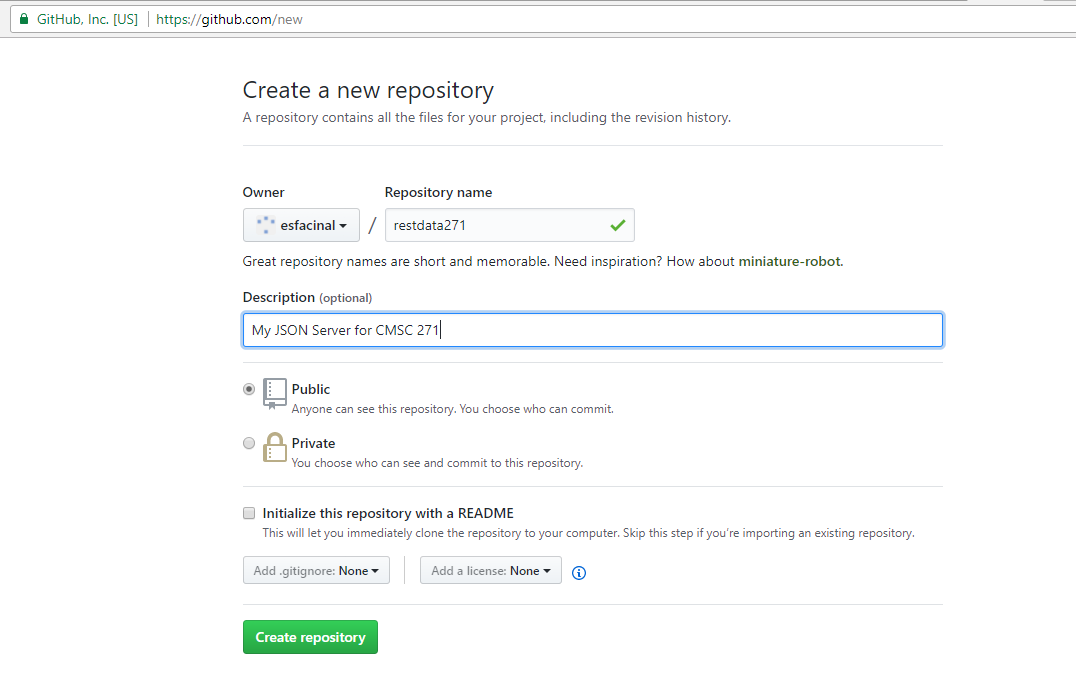 GitHub, Inc. [US] | https://github.com/new
Create a new repository
A repository contains all the files for your project, including the revision history.
Owner Repository name
esfacinal / restdata271
Great repository names are short and memorable. Need inspiration? How about miniature-robot.
Description (optional)
My JSON Server for CMSC 271
Public
Anyone can see this repository. You choose who can commit.
Private
You choose who can see and commit to this repository.
Initialize this repository with a README
This will let you immediately clone the repository to your computer. Skip this step if you're importing an existing repository.
Add .gitignore: None Add a license: None
Create repository